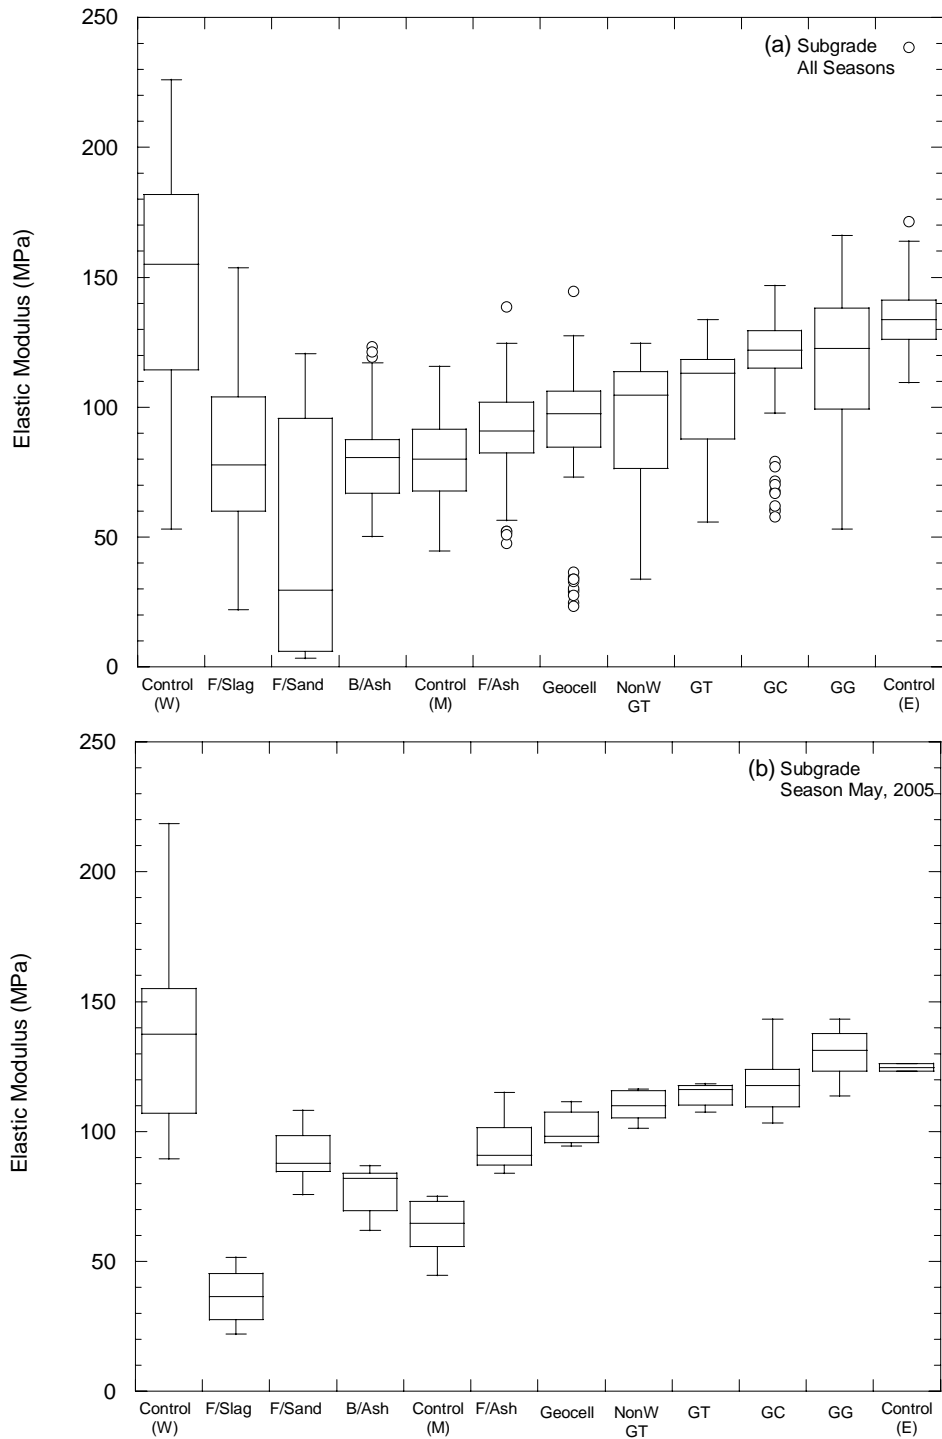 250
200
150
100
50
0
Elastic Modulus (MPa)
(a) Subgrade
All Seasons
Control F/Slag F/Sand B/Ash Control F/Ash Geocell NonW GT GC GG Control
(W) (M) GT (E)
250
200
150
100
50
0
Elastic Modulus (MPa)
(b) Subgrade
Season May, 2005
Control F/Slag F/Sand B/Ash Control F/Ash Geocell NonW GT GC GG Control
(W) (M) GT (E)